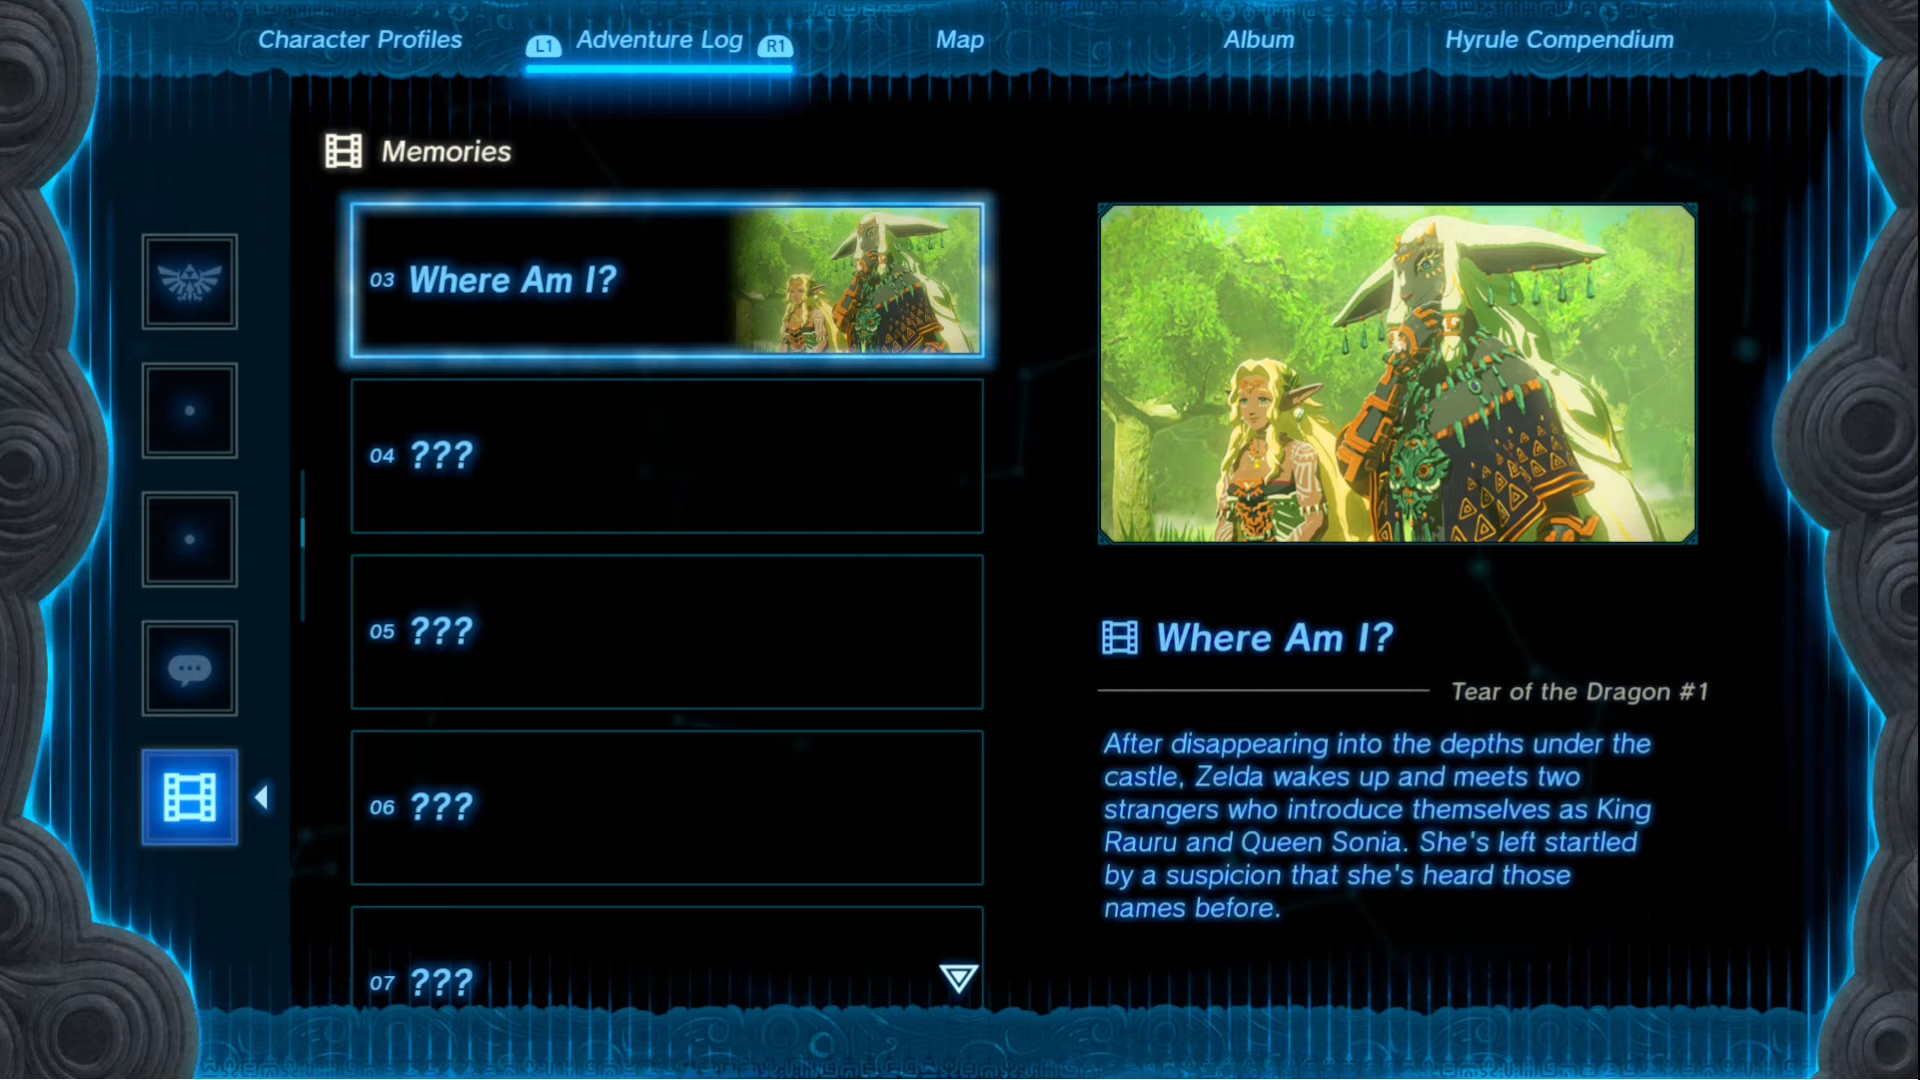 Character Profiles
L1 Adventure Log R1
Map
Album
Hyrule Compendium
Memories
03 Where Am I?
04 ???
05 ???
06 ???
07 ???
Where Am I?
Tear of the Dragon #1
After disappearing into the depths under the
castle, Zelda wakes up and meets two
strangers who introduce themselves as King
Rauru and Queen Sonia. She's left startled
by a suspicion that she's heard those
names before.